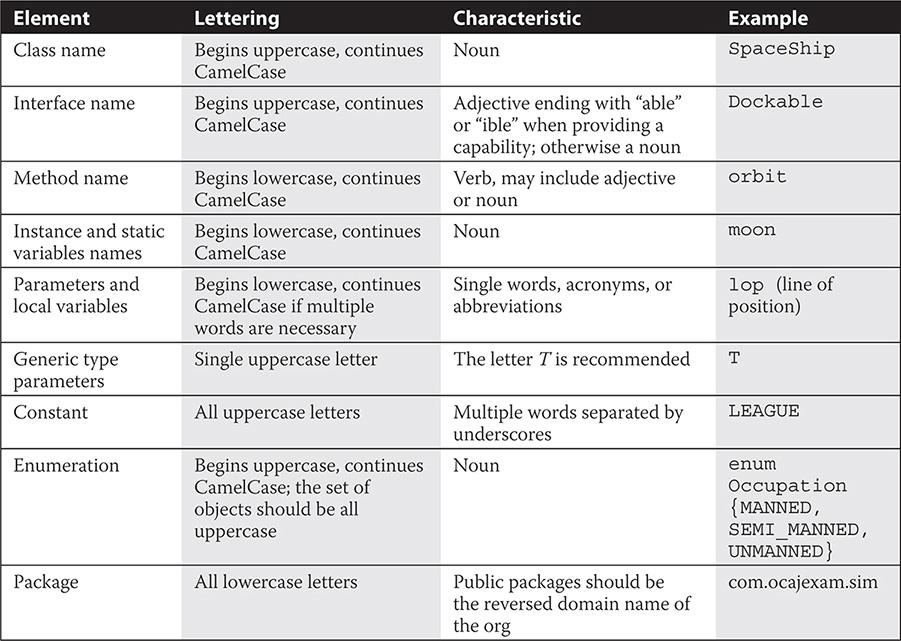 Element Lettering Characteristic Example
Class name Begins uppercase, continues Noun SpaceShip
CamelCase
Interface name Begins uppercase, continues Adjective ending with “able” Dockable
CamelCase or “ible” when providing a
capability; otherwise a noun
Method name Begins lowercase, continues Verb, may include adjective orbit
CamelCase or noun
Instance and static Begins lowercase, continues Noun moon
variables names CamelCase
Parameters and Begins lowercase, continues Single words, acronyms, or lop (line of
local variables CamelCase if multiple abbreviations position)
words are necessary
Generic type Single uppercase letter The letter T is recommended T
parameters
Constant All uppercase letters Multiple words separated by LEAGUE
underscores
Enumeration Begins uppercase, continues Noun enum
CamelCase; the set of Occupation
objects should be all {MANNED,
uppercase SEMI_MANNED,
UNMANNED}
Package All lowercase letters Public packages should be com.ocajexam.sim
the reversed domain name of
the org